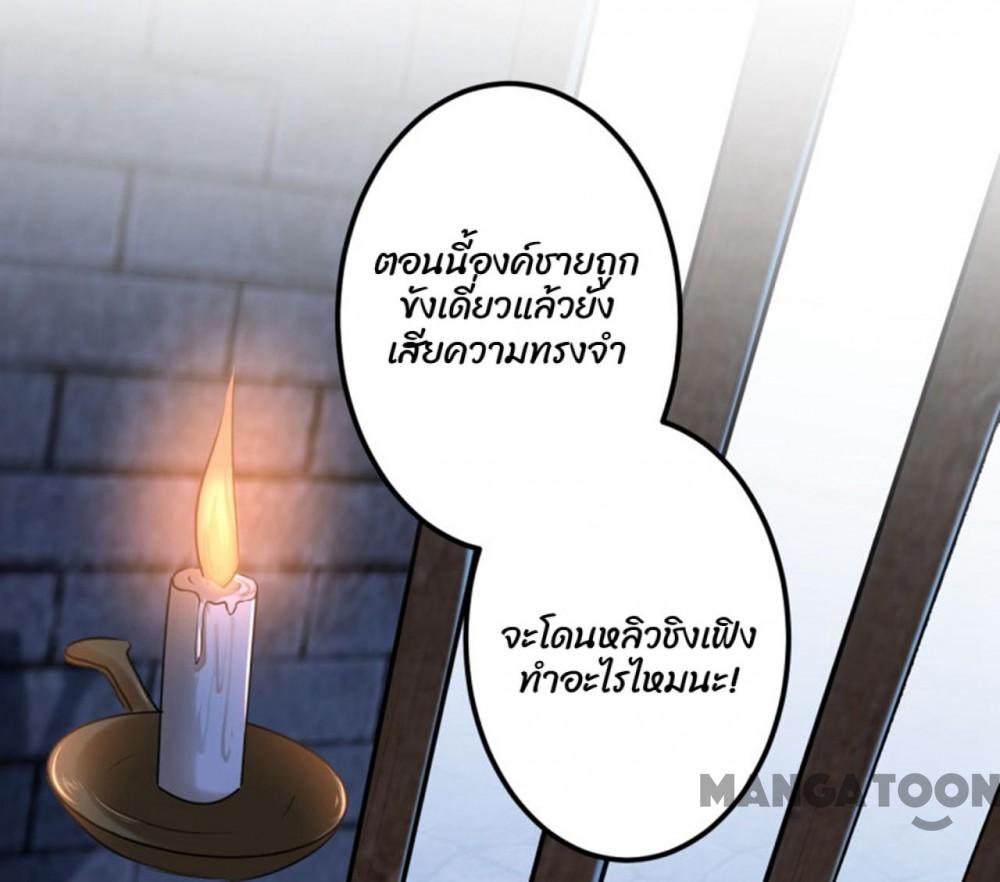 ตอนนี้องค์ชายถูก
ขังเดี่ยวแล้วยัง
เสียความทรงจำ
จะโดนหลิวชิงเฟิง
ทำอะไรไหมนะ!
MANGATOON